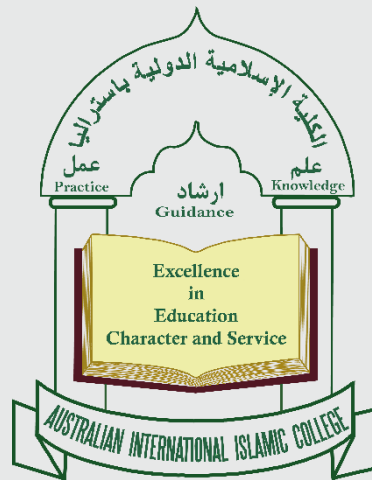 الكلية الإسلامية الدولية باستراليا
عمل
Practice
علم
Knowledge
ارشاد
Guidance
Excellence
in
Education
Character and Service
AUSTRALIAN INTERNATIONAL ISLAMIC COLLEGE